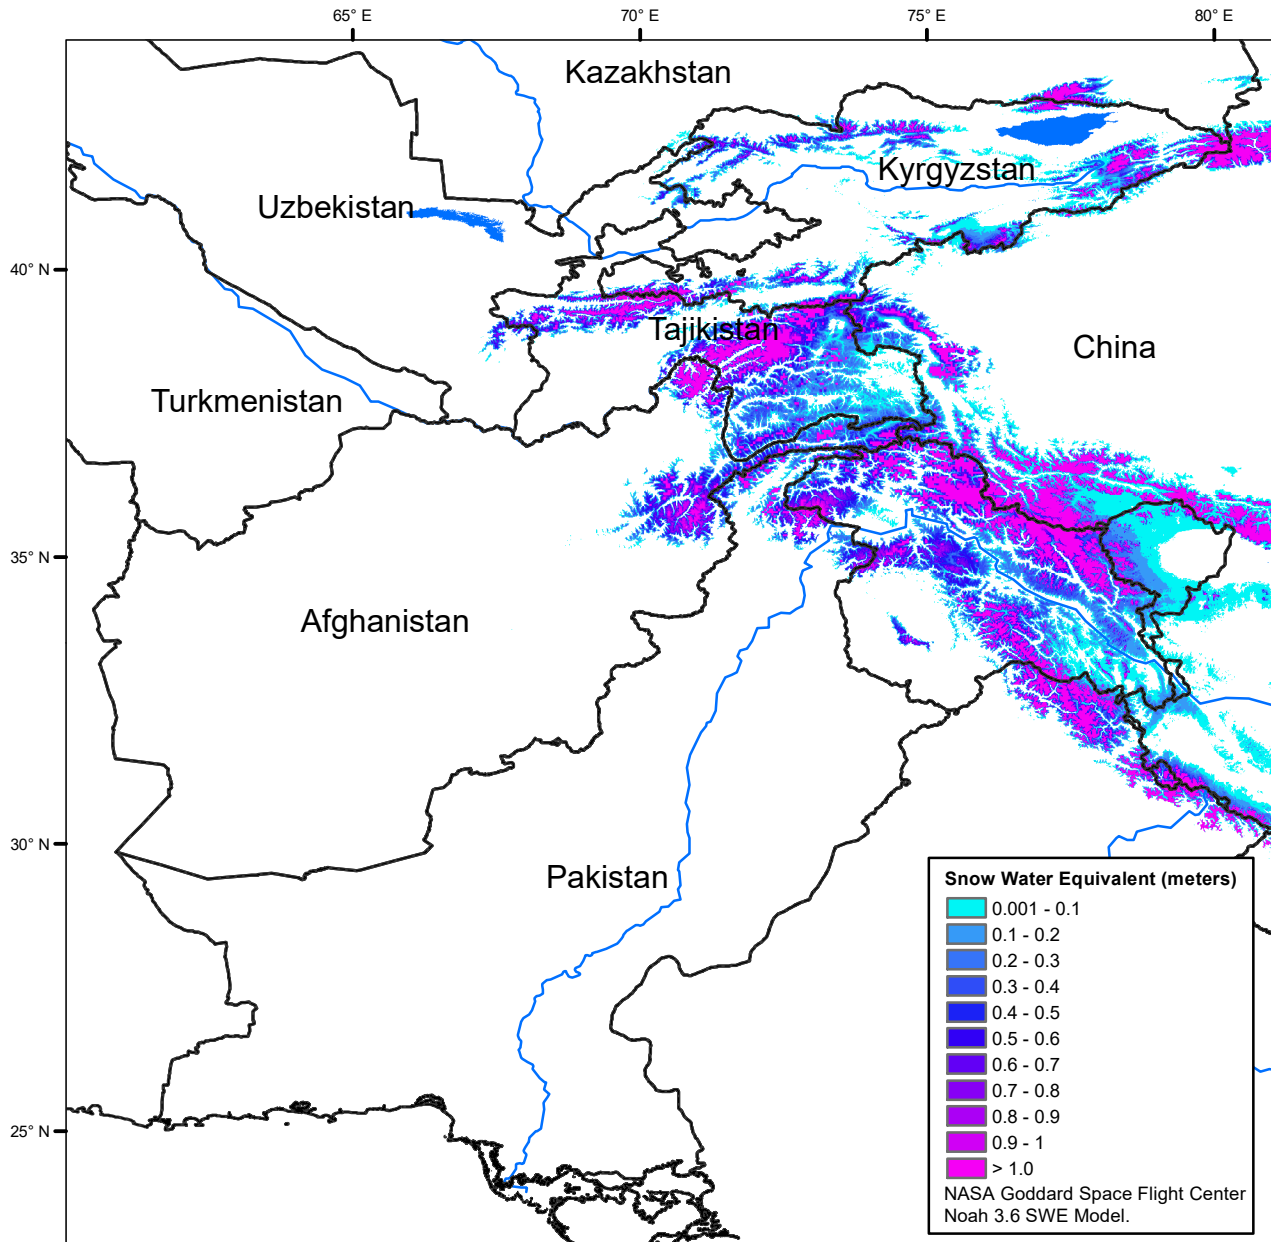 65° E
70° E
75° E
80° E
Kazakhstan
Kyrgyzstan
Uzbekistan
40° N
Tajikistan
China
Turkmenistan
35° N
Afghanistan
30° N
Pakistan
25° N
Snow Water Equivalent (meters)
0.001 - 0.1
0.1 - 0.2
0.2 - 0.3
0.3 - 0.4
0.4 - 0.5
0.5 - 0.6
0.6 - 0.7
0.7 - 0.8
0.8 - 0.9
0.9 - 1
> 1.0
NASA Goddard Space Flight Center
Noah 3.6 SWE Model.